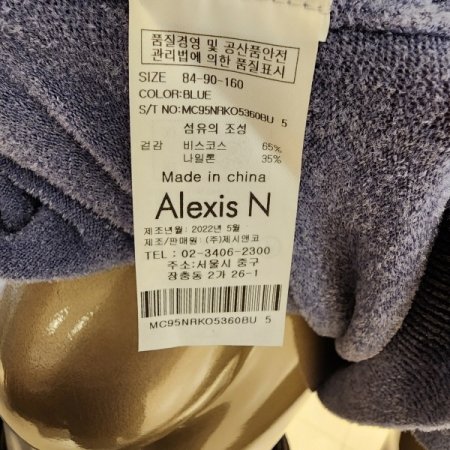 품질경영 및 공산품안전
관리법에 의한 품질표시
SIZE 84-90-160
COLOR:BLUE
S/T NO:MC95NRKO5360BU 5
섬유의 조성
겉감 비스코스 65%
나일론 35%
Made in china
Alexis N
제조년월: 2022년 5월
제조/판매원: (주)제시앤코
TEL : 02-3406-2300
주소:서울시 중구
장충동 2가 26-1
MC95NRKO5360BU 5